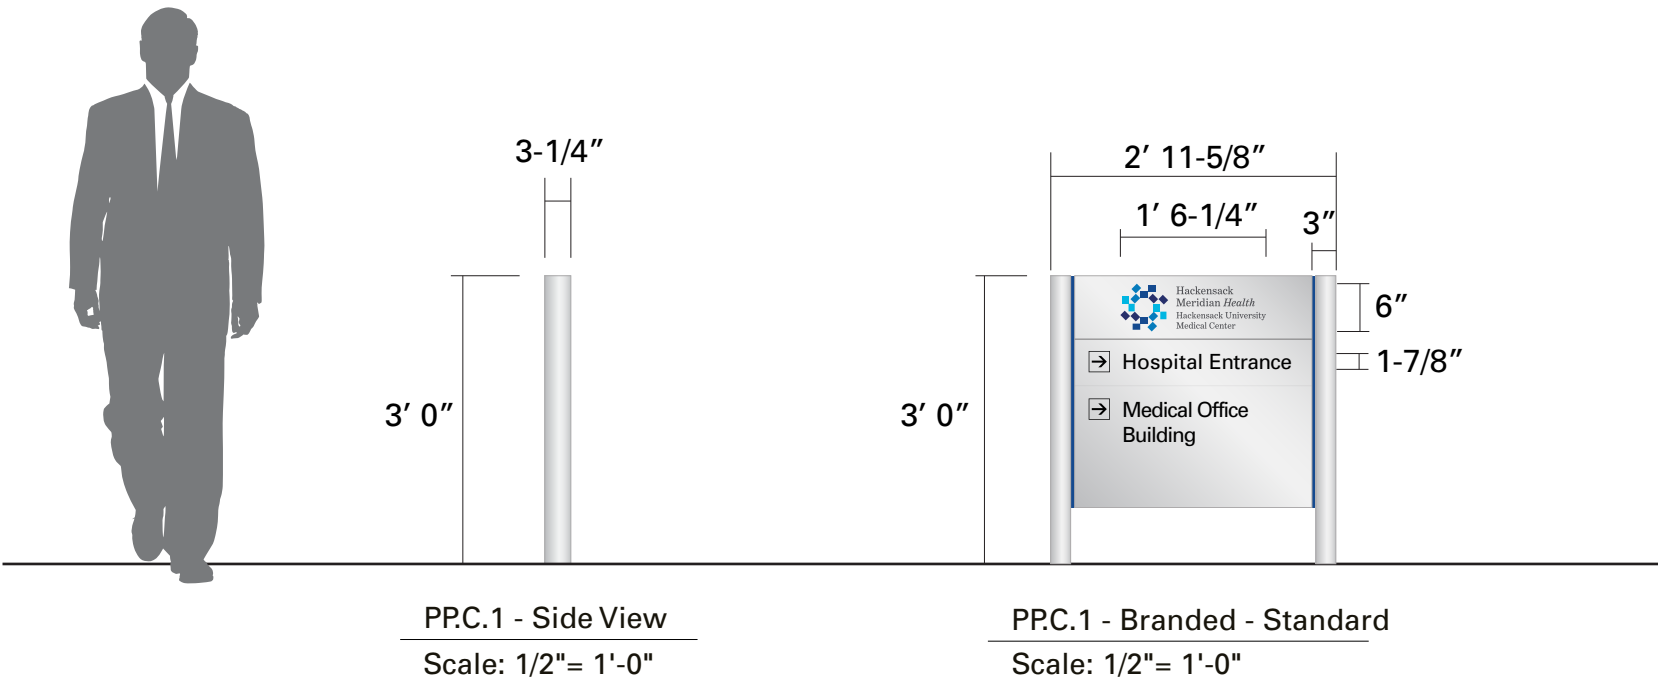 3-1/4”
3’ 0”
PP.C.1 - Side View
Scale: 1/2"= 1'-0"
2’ 11-5/8”
1’ 6-1/4”
3”
3’ 0”
6”
1-7/8”
Hackensack
Meridian Health
Hackensack University
Medical Center
→ Hospital Entrance
→ Medical Office
Building
PP.C.1 - Branded - Standard
Scale: 1/2"= 1'-0"